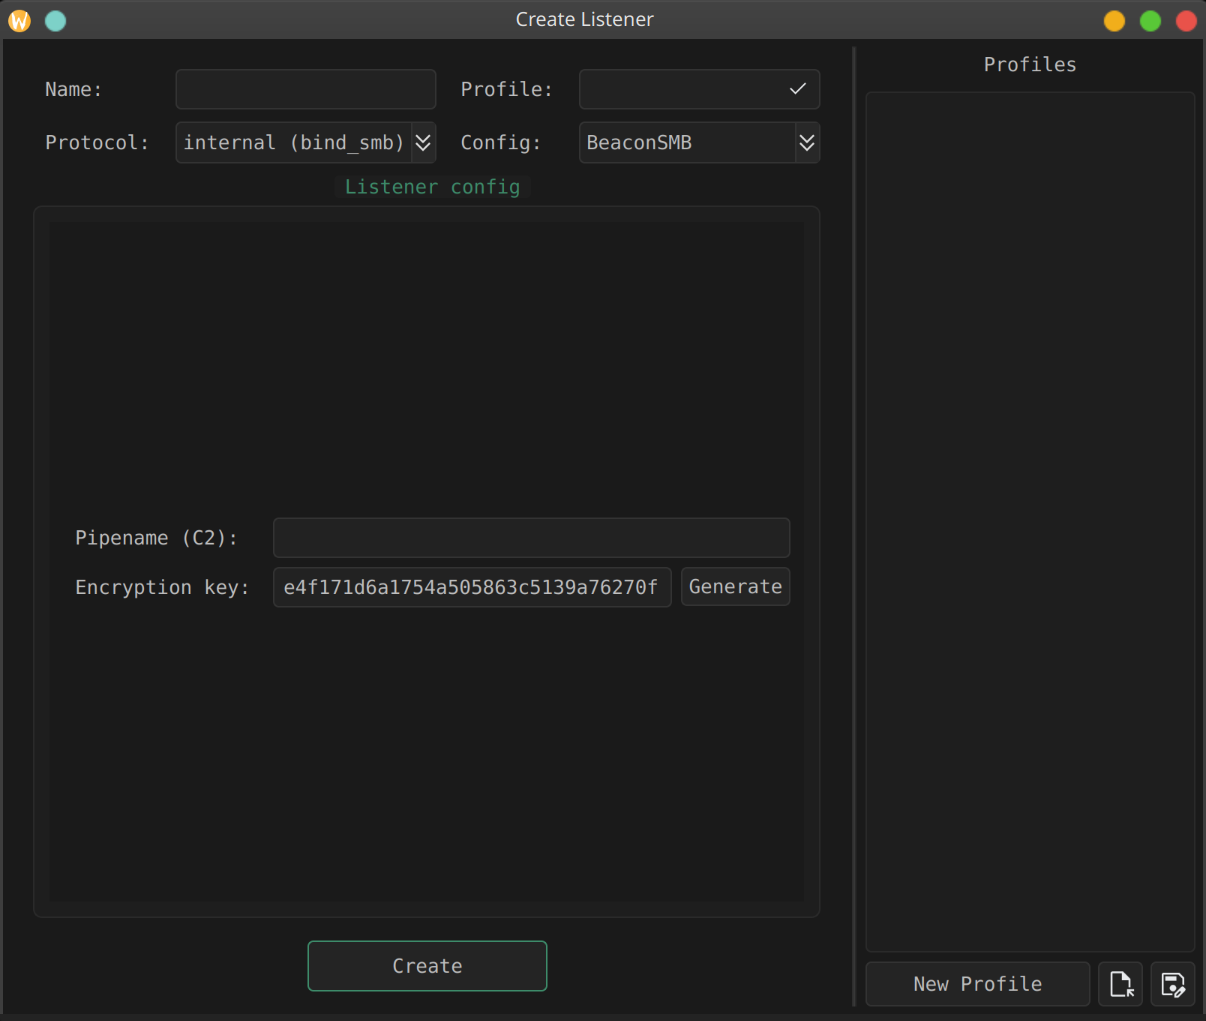 Create Listener
Name:
Profile:
Protocol: internal (bind_smb)
Config: BeaconSMB
Listener config
Pipename (C2):
Encryption key: e4f171d6a1754a505863c5139a76270f Generate
Create
Profiles
New Profile